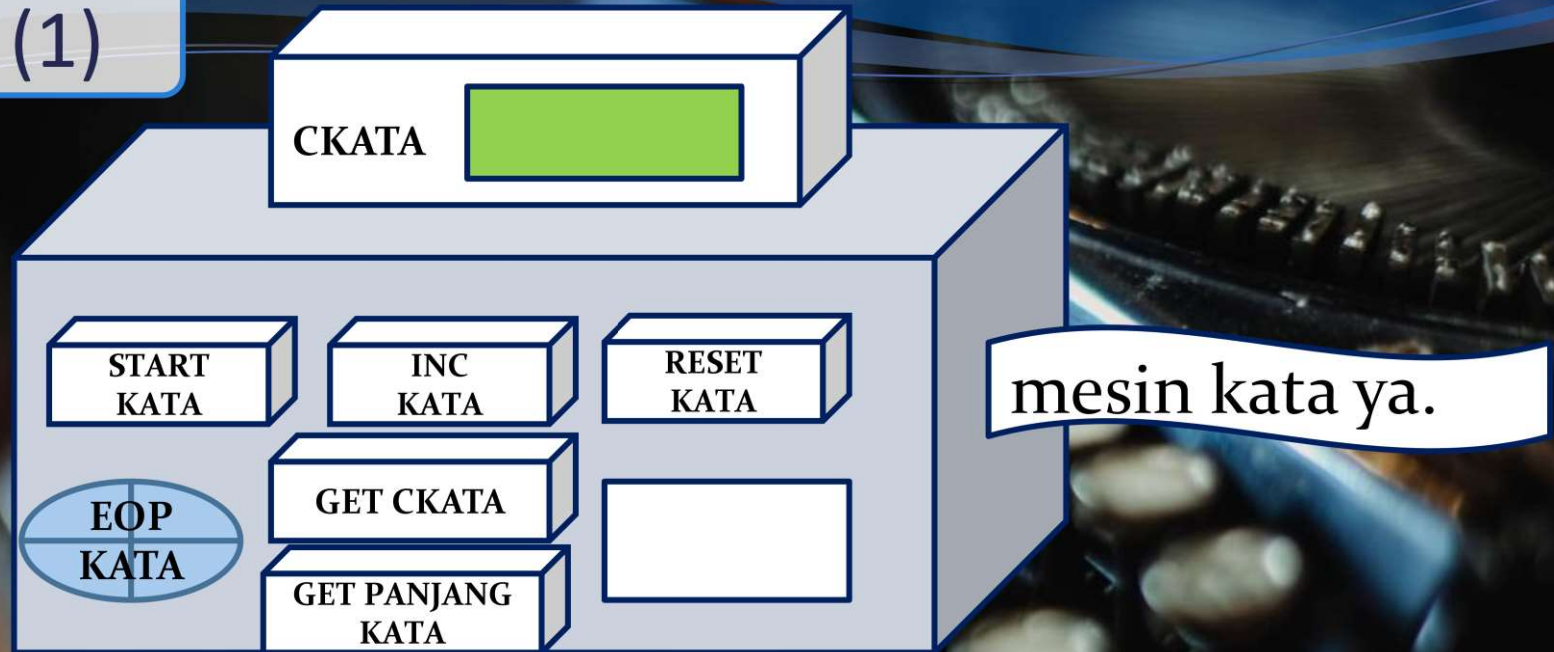 (1)
CKATA
START
KATA
INC
KATA
RESET
KATA
mesin kata ya.
EOP
KATA
GET CKATA
GET PANJANG
KATA